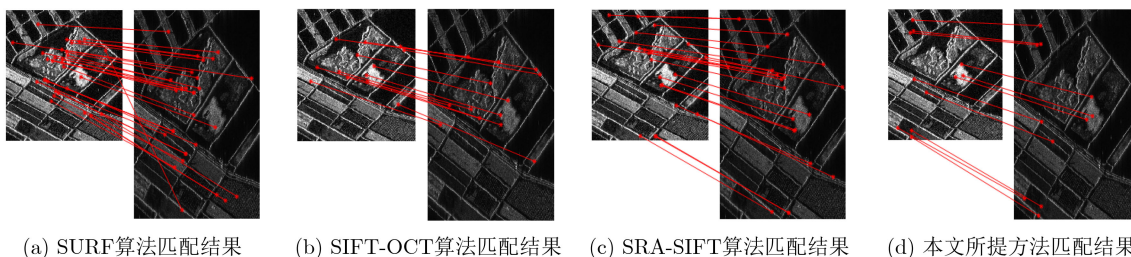 (a) SURF算法匹配结果
(b) SIFT-OCT算法匹配结果
(c) SRA-SIFT算法匹配结果
(d) 本文所提方法匹配结果